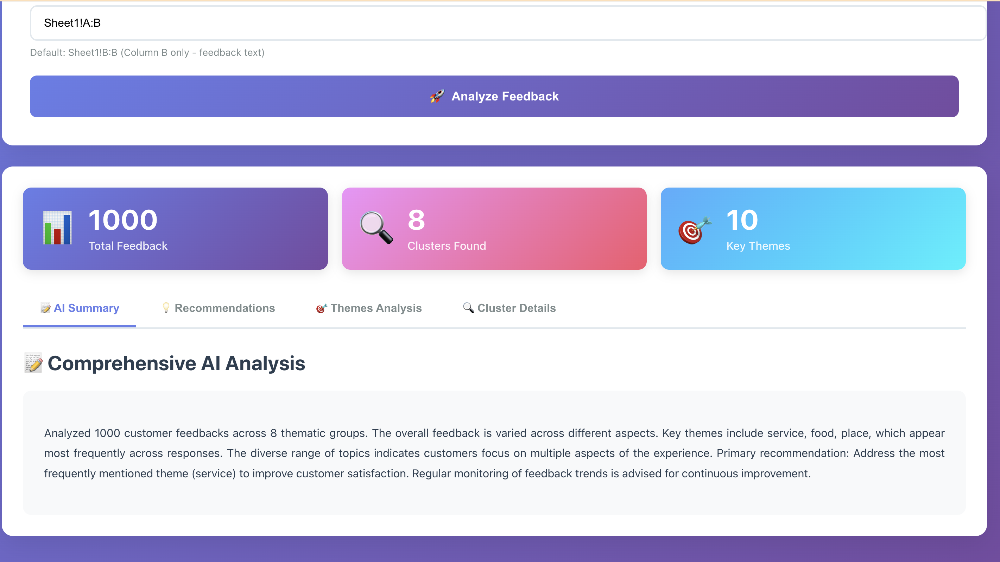 Sheet1!A:B
Default: Sheet1!B:B (Column B only - feedback text)
Analyze Feedback
1000
Total Feedback
8
Clusters Found
10
Key Themes
AI Summary
Recommendations
Themes Analysis
Cluster Details
Comprehensive AI Analysis
Analyzed 1000 customer feedbacks across 8 thematic groups. The overall feedback is varied across different aspects. Key themes include service, food, place, which appear
most frequently across responses. The diverse range of topics indicates customers focus on multiple aspects of the experience. Primary recommendation: Address the most
frequently mentioned theme (service) to improve customer satisfaction. Regular monitoring of feedback trends is advised for continuous improvement.